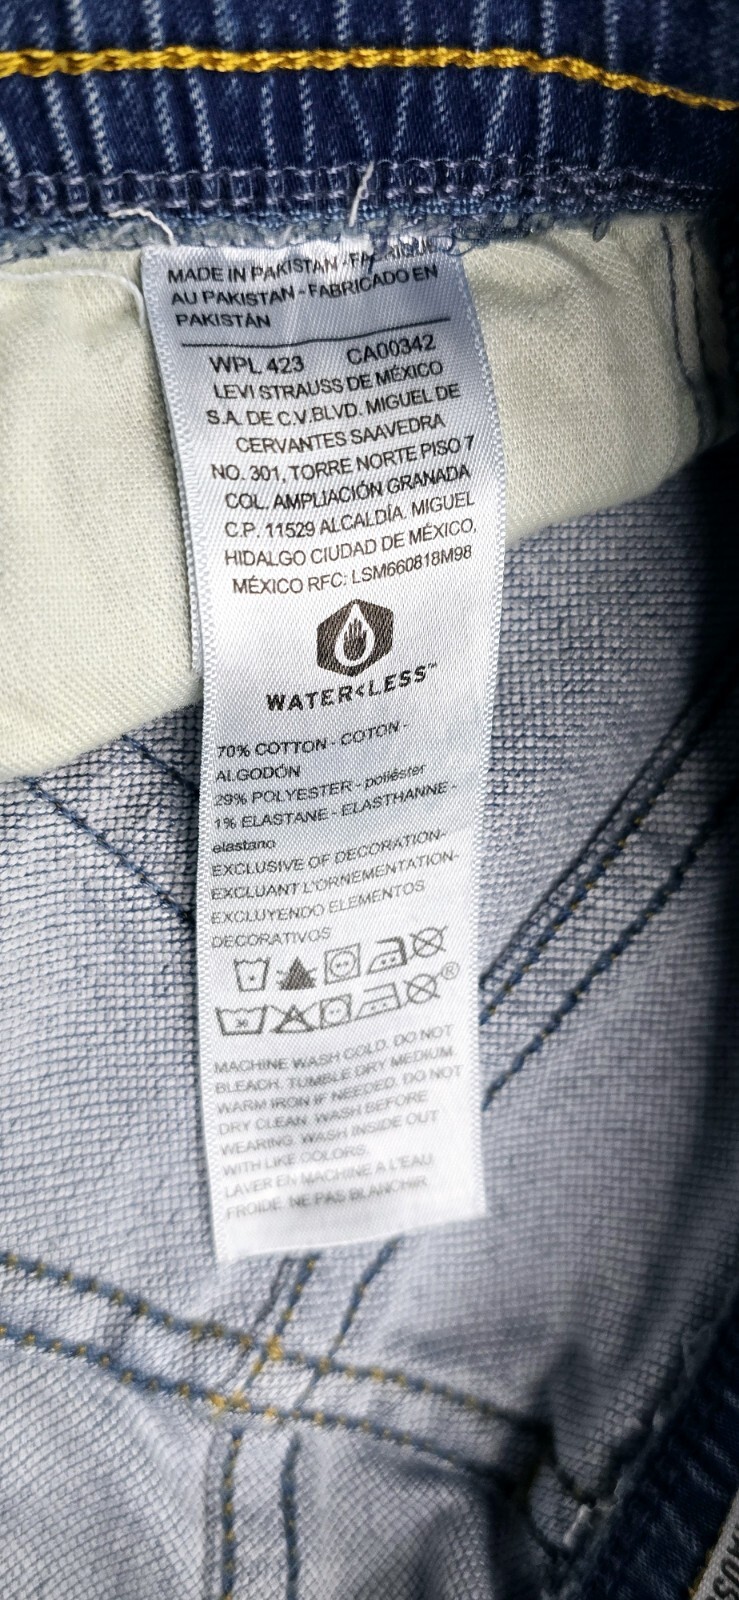 MADE IN PAKISTAN - FABRIQUÉ
AU PAKISTAN - FABRICADO EN
PAKISTÁN
WPL 423 CA00342
LEVI STRAUSS DE MÉXICO
S.A. DE C.V.BLVD. MIGUEL DE
CERVANTES SAAVEDRA
NO. 301, TORRE NORTE PISO 7
COL. AMPLIACIÓN GRANADA
C.P. 11529 ALCALDÍA. MIGUEL
HIDALGO CIUDAD DE MÉXICO,
MÉXICO RFC: LSM660818M98
WATER<LESS™
70% COTTON - COTON -
ALGODÓN
29% POLYESTER - poliéster
1% ELASTANE - ELASTHANNE -
elastano
EXCLUSIVE OF DECORATION-
EXCLUANT L'ORNEMENTATION-
EXCLUYENDO ELEMENTOS
DECORATIVOS
®
MACHINE WASH COLD. DO NOT
BLEACH. TUMBLE DRY MEDIUM.
WARM IRON IF NEEDED. DO NOT
DRY CLEAN. WASH BEFORE
WEARING. WASH INSIDE OUT
WITH LIKE COLORS.
LAVER EN MACHINE A L'EAU
FROIDE. NE PAS BLANCHIR.